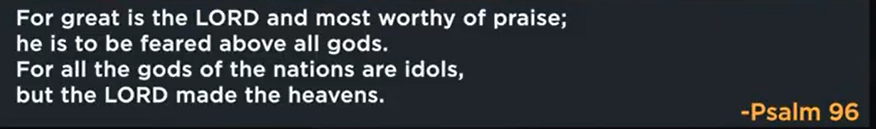 For great is the LORD and most worthy of praise;
he is to be feared above all gods.
For all the gods of the nations are idols,
but the LORD made the heavens.
-Psalm 96